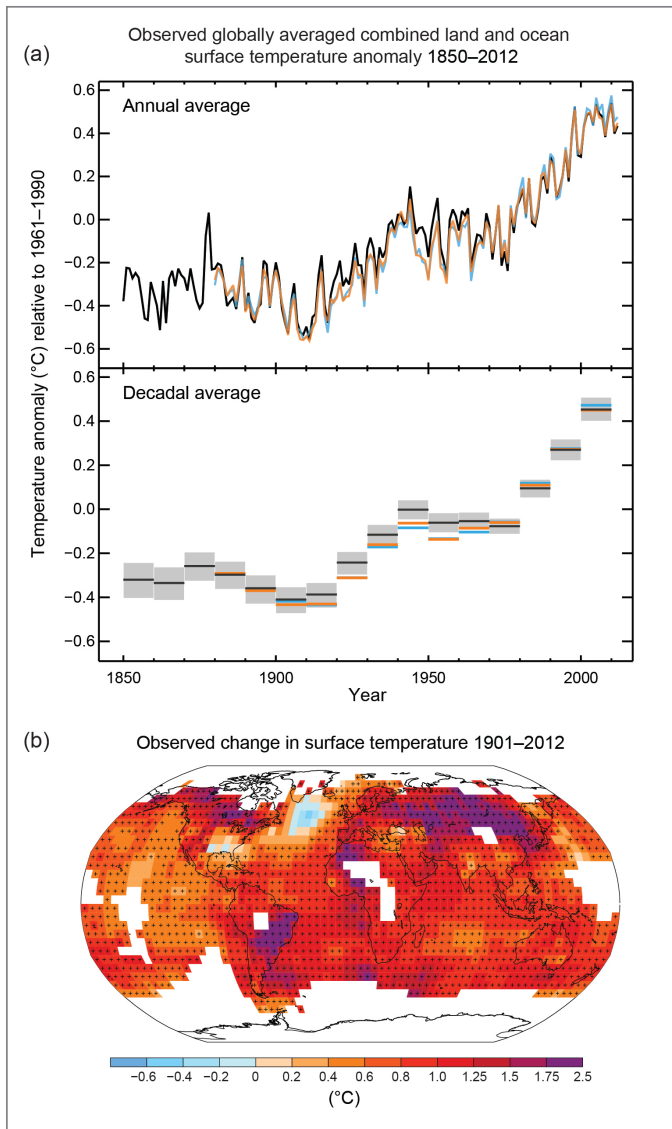 (a)
Observed globally averaged combined land and ocean
surface temperature anomaly 1850–2012
Temperature anomaly (°C) relative to 1961–1990
Annual average
0.6
0.4
0.2
0.0
−0.2
−0.4
−0.6
Decadal average
0.6
0.4
0.2
0.0
−0.2
−0.4
−0.6
1850
1900
1950
2000
Year
(b)
Observed change in surface temperature 1901–2012
−0.6 −0.4 −0.2 0 0.2 0.4 0.6 0.8 1.0 1.25 1.5 1.75 2.5
(°C)